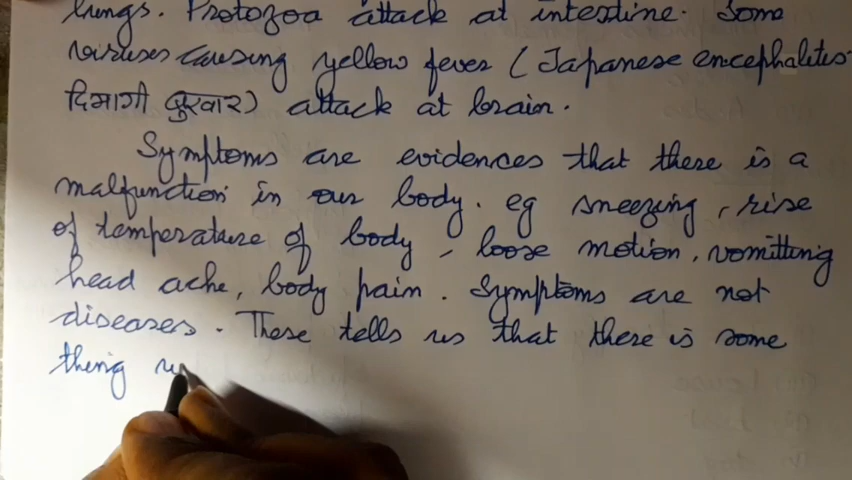 lungs. Protozoa attack at intestine. Some
viruses causing yellow fever (Japanese encephalites
दिमागी बुखार) attack at brain.
Symptoms are evidences that there is a
malfunction in our body. eg sneezing, rise
of temperature of body, loose motion, vomitting
head ache, body pain. Symptoms are not
diseases. These tells us that there is some
thing